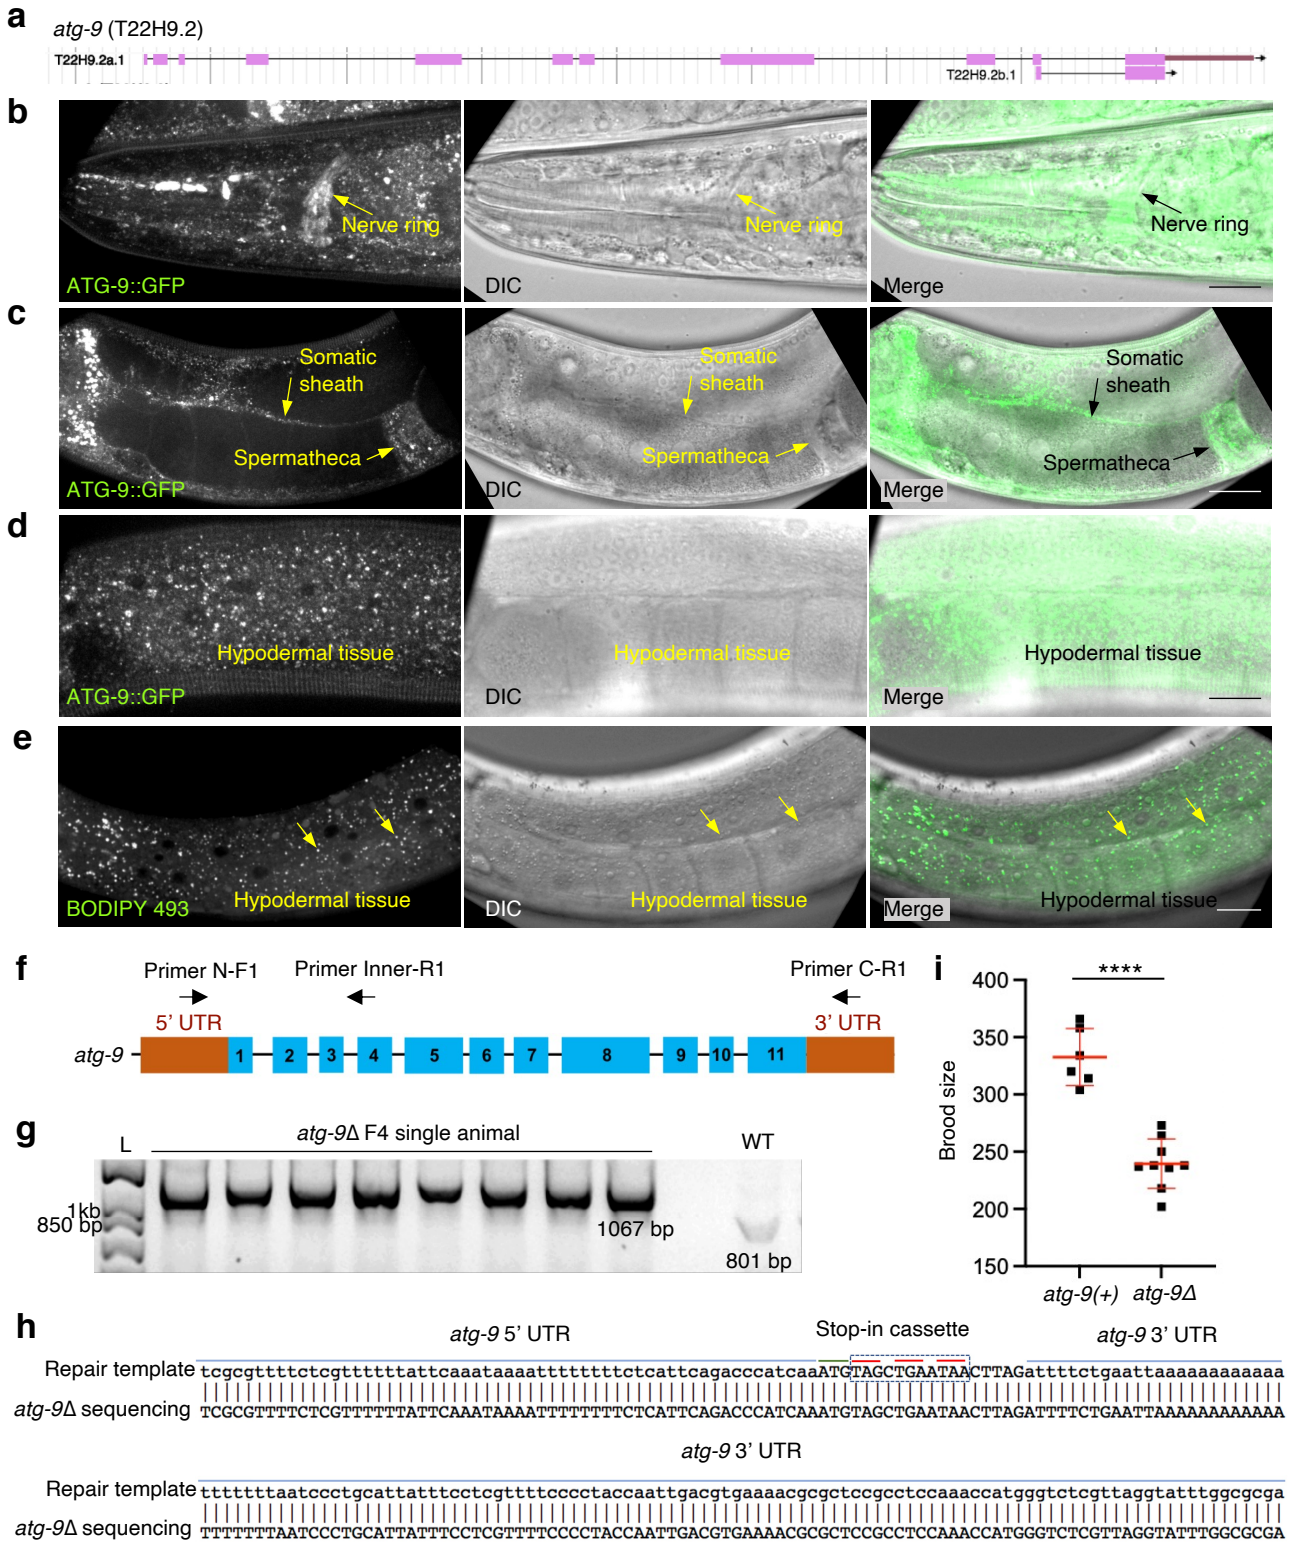 a
atg-9 (T22H9.2)
T22H9.2a.1
T22H9.2b.1
b
Nerve ring
Nerve ring
Nerve ring
ATG-9::GFP
DIC
Merge
c
Somatic
sheath
Somatic
sheath
Somatic
sheath
Spermatheca
Spermatheca
Spermatheca
ATG-9::GFP
DIC
Merge
d
Hypodermal tissue
Hypodermal tissue
Hypodermal tissue
ATG-9::GFP
DIC
Merge
e
Hypodermal tissue
Hypodermal tissue
Hypodermal tissue
BODIPY 493
DIC
Merge
f
Primer N-F1
Primer Inner-R1
Primer C-R1
5' UTR
3' UTR
atg-9
1 2 3 4 5 6 7 8 9 10 11
g
L
atg-9Δ F4 single animal
WT
1kb
850 bp
1067 bp
801 bp
i
Brood size
400
350
300
250
200
150
****
atg-9(+)
atg-9Δ
h
atg-9 5' UTR
Stop-in cassette
atg-9 3' UTR
Repair template tcgcgttttctcgttttttattcaaataaaattttttttctcattcagacccatcaaATGTAGCTGAATAACTTAGattttctgaattaaaaaaaaaaaa
atg-9Δ sequencing TCGCGTTTTCTCGTTTTTTATTCAAATAAAATTTTTTTTCTCATTCAGACCCATCAAATGTAGCTGAATAACTTAGATTTTCTGAATTAAAAAAAAAAAA
atg-9 3' UTR
Repair template tttttttaatccctgcattatttcctcgttttcccctaccaattgacgtgaaaacgcgctccgcctccaaaccatgggtctcgttaggtatttggcgcga
atg-9Δ sequencing TTTTTTTAATCCCTGCATTATTTCCTCGTTTTCCCCTACCAATTGACGTGAAAACGCGCTCCGCCTCCAAACCATGGGTCTCGTTAGGTATTTGGCGCGA